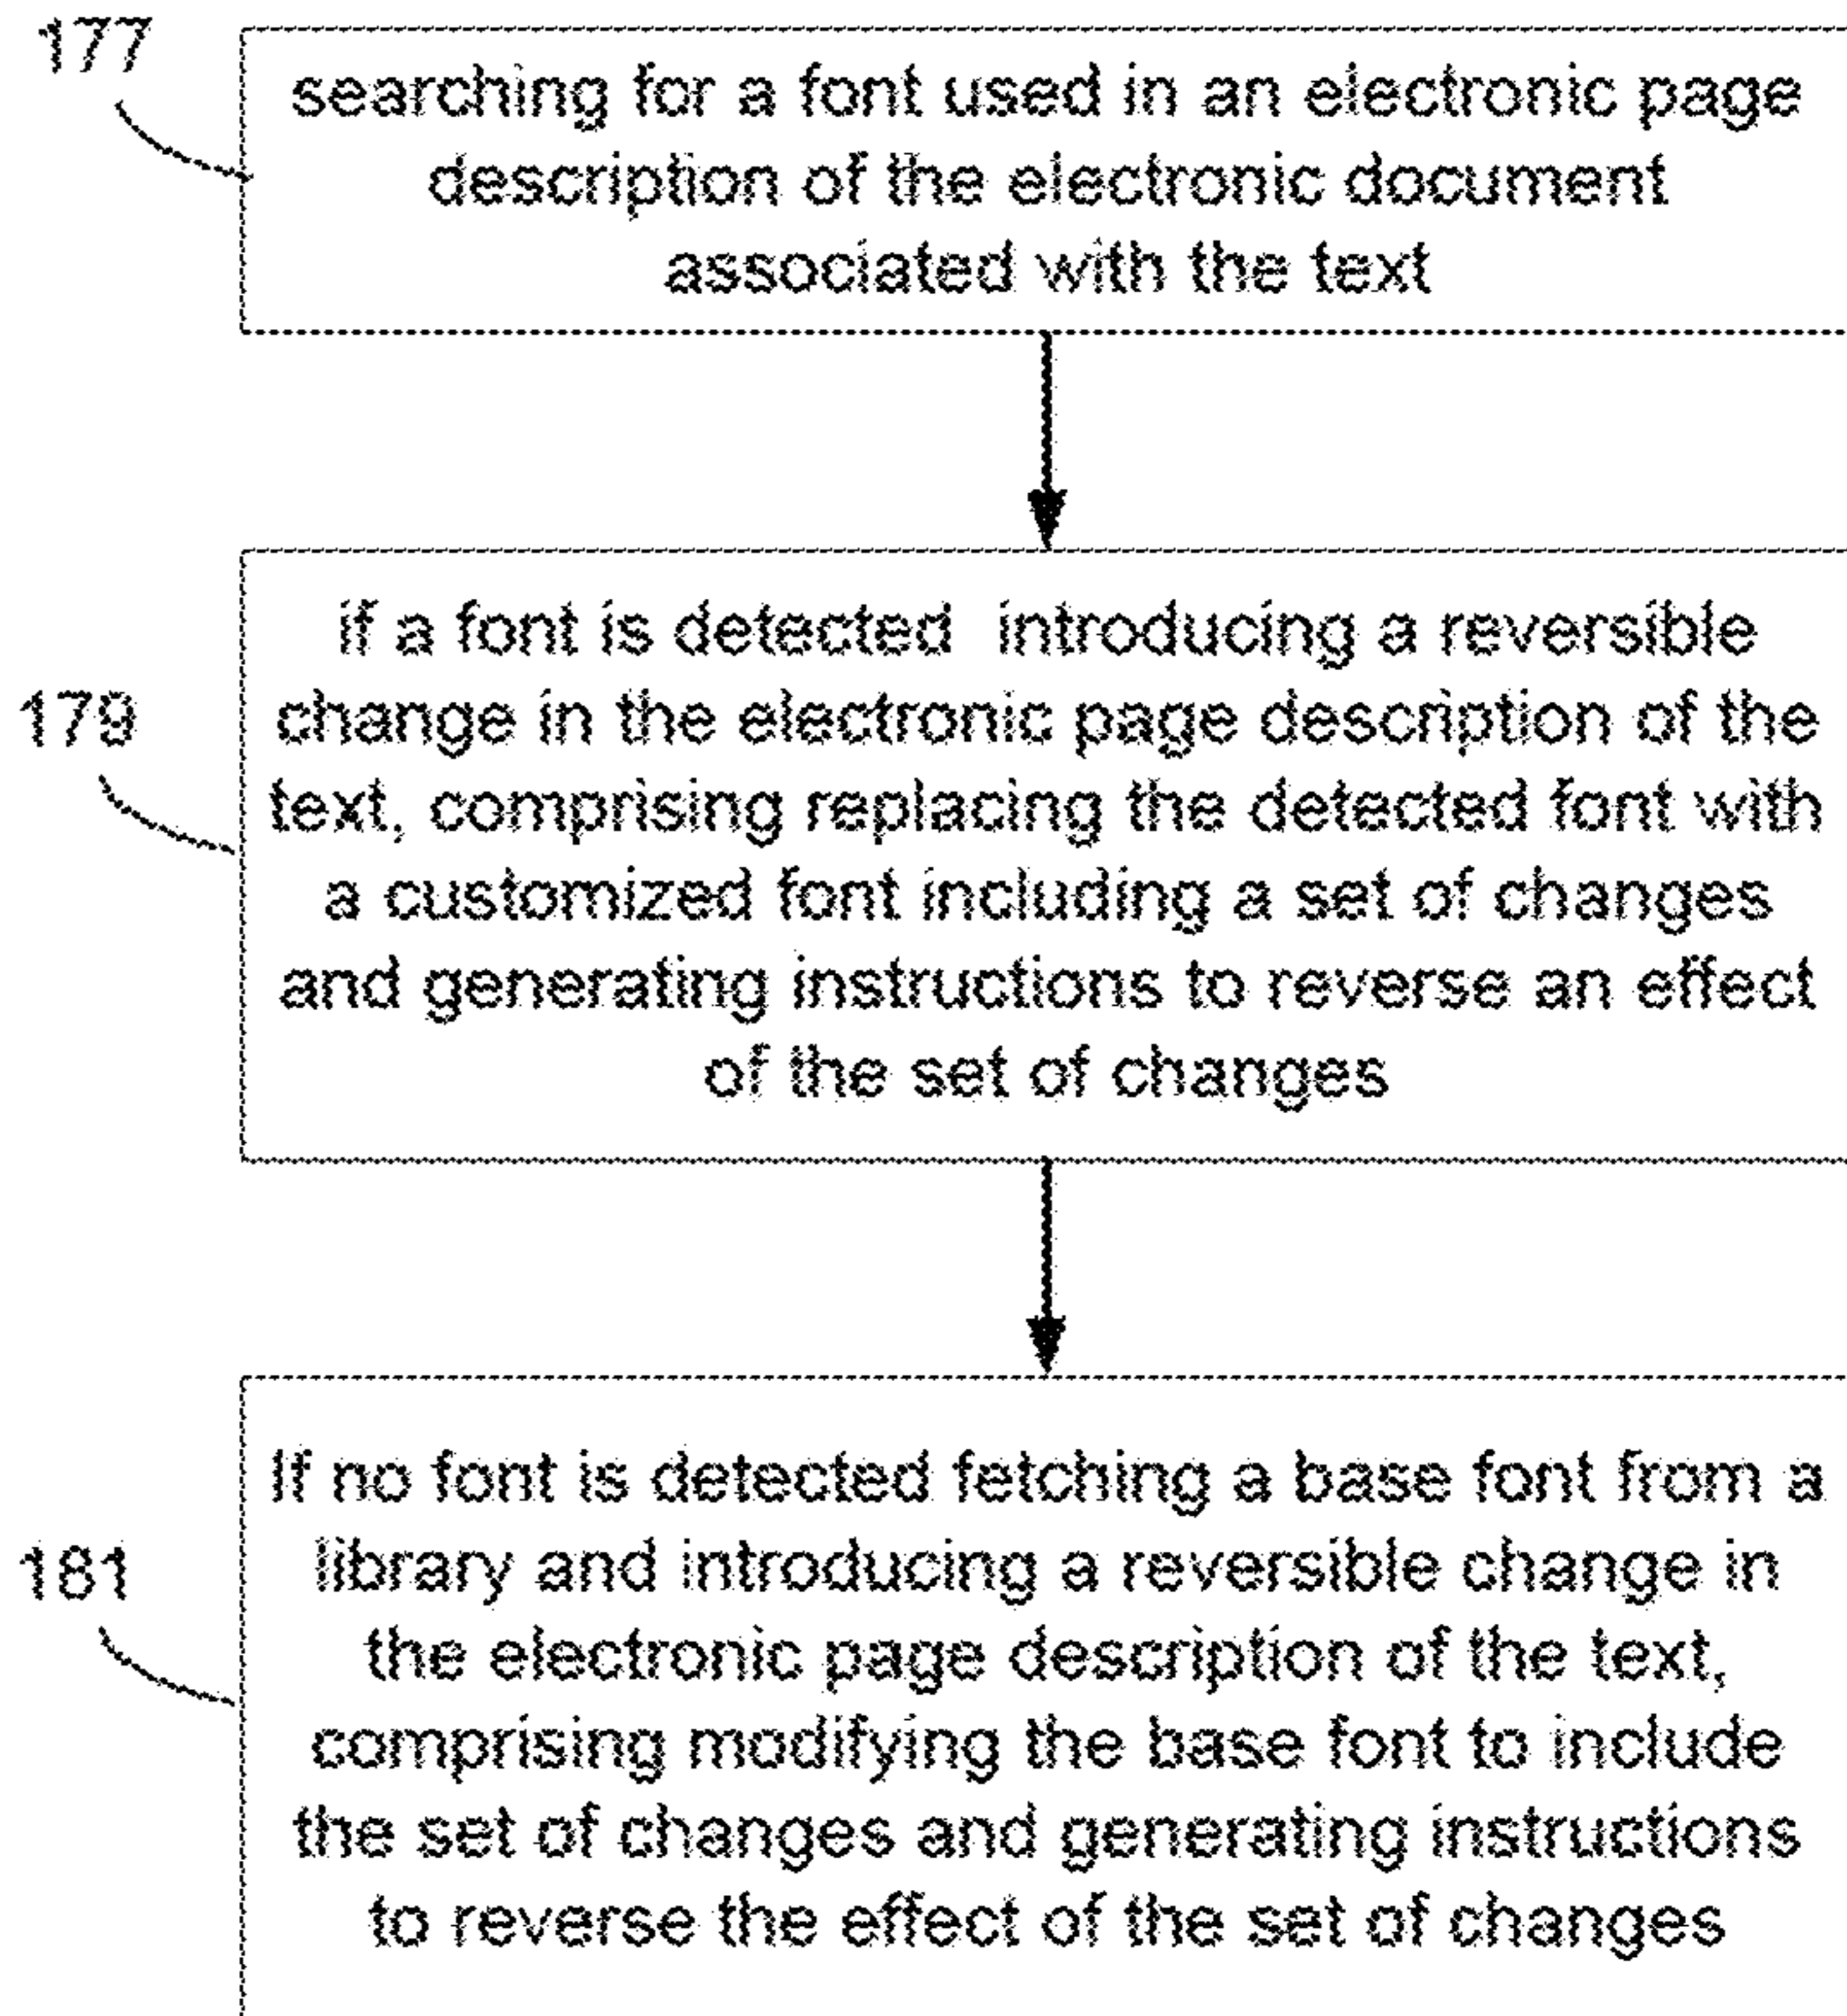 177
searching for a font used in an electronic page
description of the electronic document
associated with the text
if a font is detected introducing a reversible
change in the electronic page description of the
179
text, comprising replacing the detected font with
a customized font including a set of changes
and generating instructions to reverse an effect
of the set of changes
If no font is detected fetching a base font from a
181
library and introducing a reversible change in
the electronic page description of the text,
comprising modifying the base font to include
the set of changes and generating instructions
to reverse the effect of the set of changes